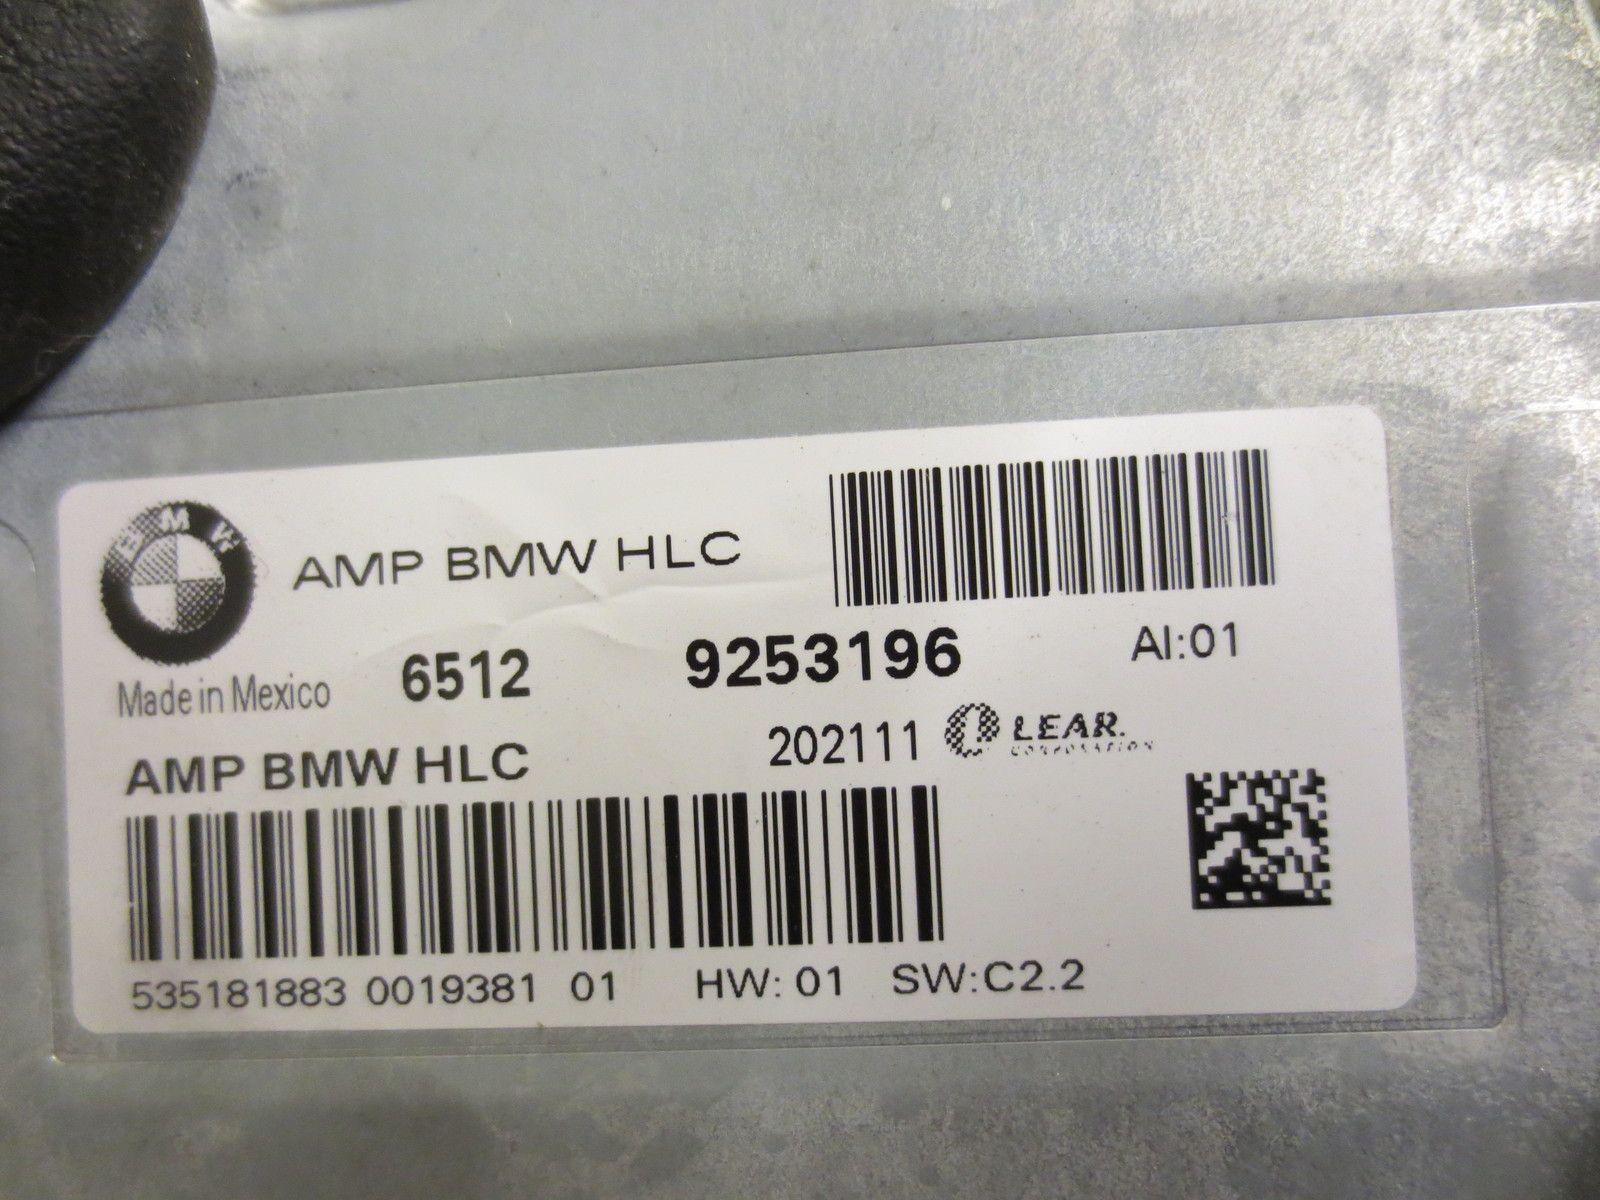 BMW
AMP BMW HLC
6512 9253196 AI:01
Made in Mexico
202111 LEAR.
CORPORATION
AMP BMW HLC
535181883 0019381 01 HW: 01 SW:C2.2